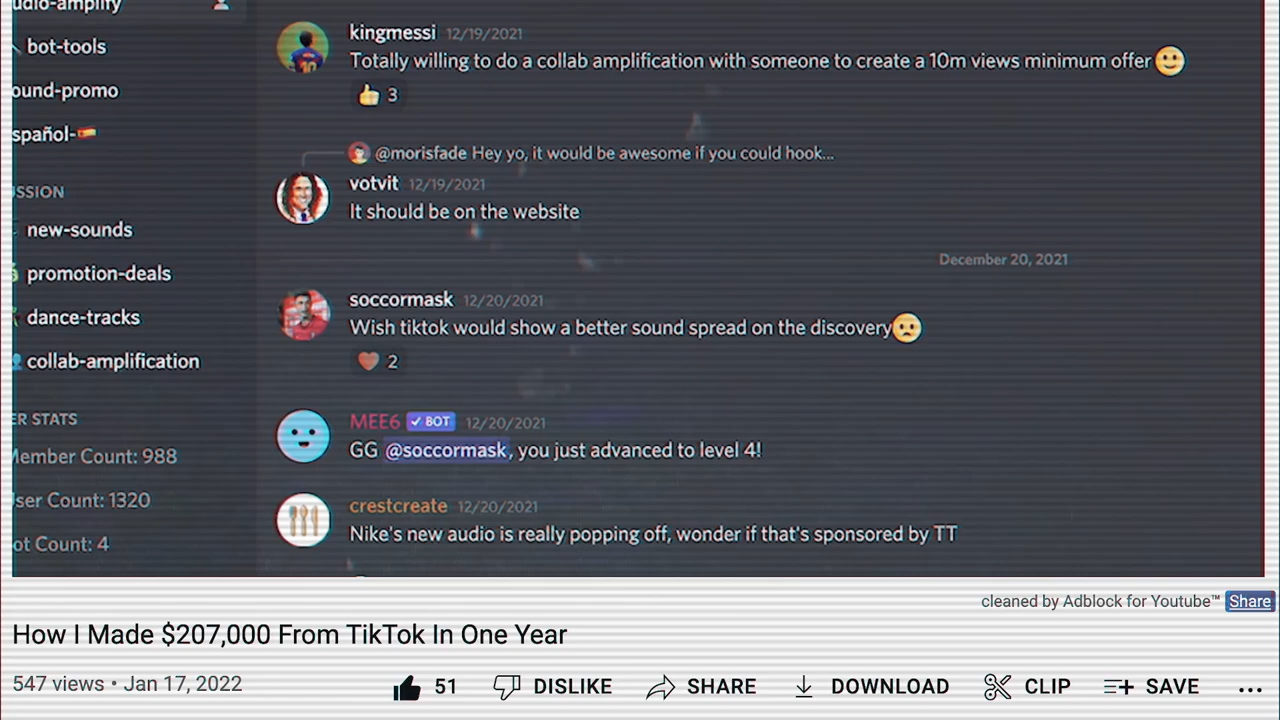 udio-amplify
bot-tools
ound-promo
spañol-
SSION
new-sounds
promotion-deals
dance-tracks
collab-amplification
ER STATS
Member Count: 988
ser Count: 1320
ot Count: 4
kingmessi 12/19/2021
Totally willing to do a collab amplification with someone to create a 10m views minimum offer
3
@morisfade Hey yo, it would be awesome if you could hook...
votvit 12/19/2021
It should be on the website
December 20, 2021
soccormask 12/20/2021
Wish tiktok would show a better sound spread on the discovery
2
MEE6 BOT 12/20/2021
GG @soccormask, you just advanced to level 4!
crestcreate 12/20/2021
Nike's new audio is really popping off, wonder if that's sponsored by TT
cleaned by Adblock for Youtube™ Share
How I Made $207,000 From TikTok In One Year
547 views • Jan 17, 2022 51 DISLIKE SHARE DOWNLOAD CLIP SAVE ...